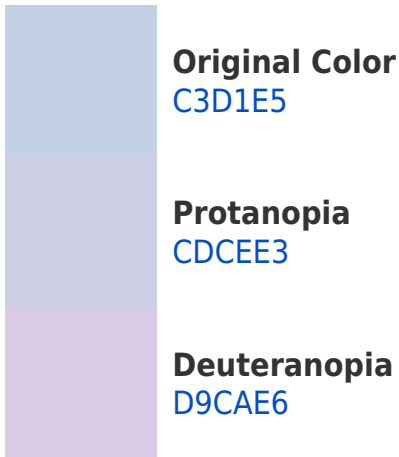 Original Color
C3D1E5
Protanopia
CDCEE3
Deuteranopia
D9CAE6